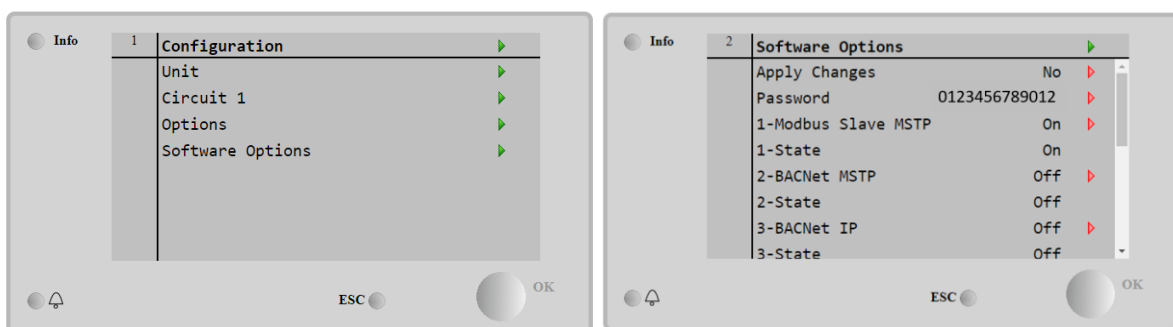 Info
1 Configuration
Unit
Circuit 1
Options
Software Options
ESC
OK
Info
2 Software Options
Apply Changes No
Password 0123456789012
1-Modbus Slave MSTP On
1-State On
2-BACNet MSTP Off
2-State Off
3-BACNet IP Off
3-State Off
ESC
OK